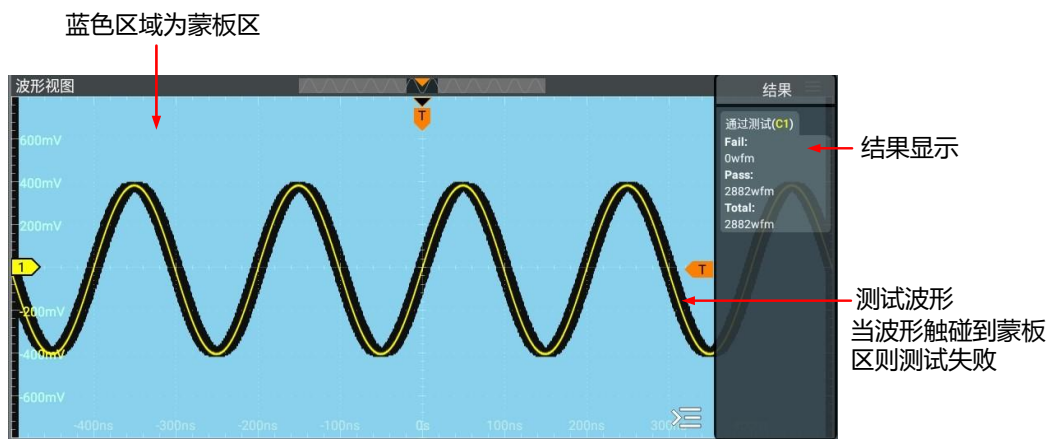 蓝色区域为蒙板区
波形视图
结果
T
600mV
400mV
200mV
1
T
-200mV
-400mV
-600mV
-400ns
-300ns
-200ns
-100ns
0s
100ns
200ns
通过测试(C1)
Fail:
0wfm
Pass:
2882wfm
Total:
2882wfm
结果显示
测试波形
当波形触碰到蒙板
区则测试失败